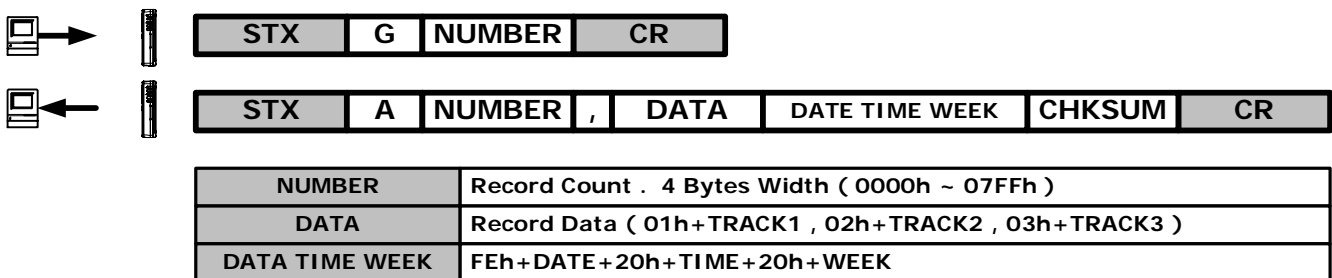 STX G NUMBER CR
STX A NUMBER , DATA DATE TIME WEEK CHKSUM CR
NUMBER Record Count . 4 Bytes Width ( 0000h ~ 07FFh )
DATA Record Data ( 01h+TRACK1 , 02h+TRACK2 , 03h+TRACK3 )
DATA TIME WEEK FEh+DATE+20h+TIME+20h+WEEK